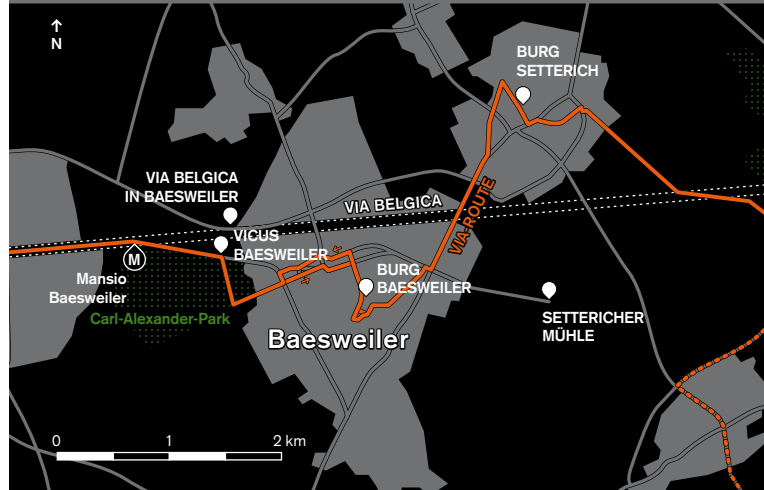 N
BURG
SETTERICH
VIA BELGICA
IN BAESWEILER
VIA BELGICA
VIA-ROUTE
VICUS
BAESWEILER
M
Mansio
Baesweiler
BURG
BAESWEILER
Carl-Alexander-Park
SETTERICHER
MÜHLE
Baesweiler
0 1 2 km